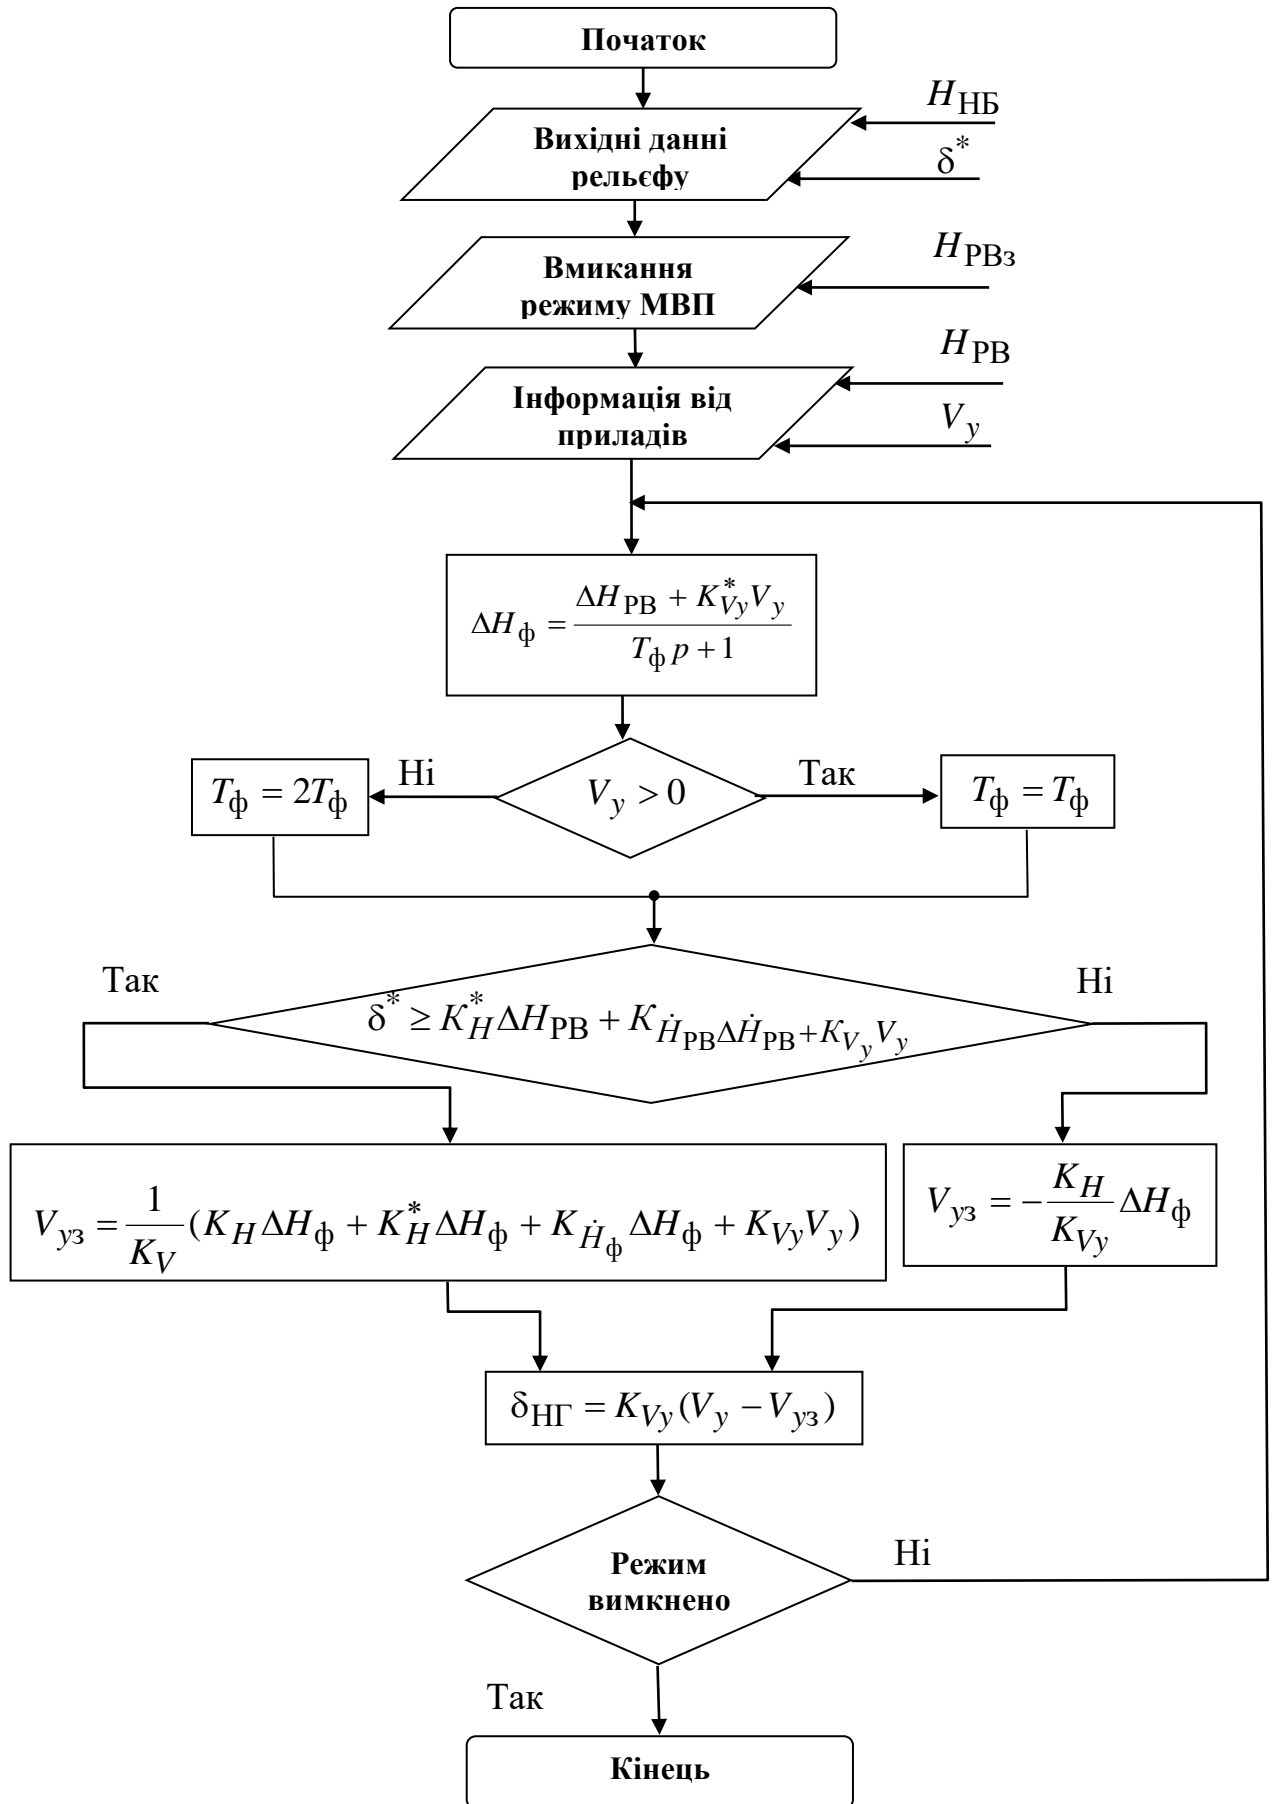 Початок
H_НБ
Вихідні данні
рельєфу
δ*
H_РВз
Вмикання
режиму МВП
H_РВ
Інформація від
приладів
V_y
ΔH_ф = (ΔH_РВ + K*_Vy V_y) / (T_ф p + 1)
T_ф = 2T_ф
Ні
V_y > 0
Так
T_ф = T_ф
Так
Ні
δ* ≥ K*_H ΔH_РВ + K_Ḣ_РВ ΔḢ_РВ + K_V_y V_y
V_yз = 1/K_V (K_H ΔH_ф + K*_H ΔH_ф + K_Ḣ_ф ΔH_ф + K_Vy V_y)
V_yз = − K_H/K_Vy ΔH_ф
δ_НГ = K_Vy (V_y − V_yз)
Режим
вимкнено
Ні
Так
Кінець